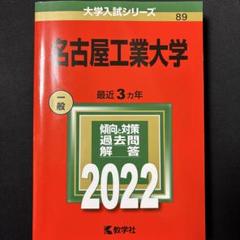 大学入試シリーズ
89
名古屋工業大学
一般
最近3カ年
傾向と対策
過去問
解答
2022
教学社